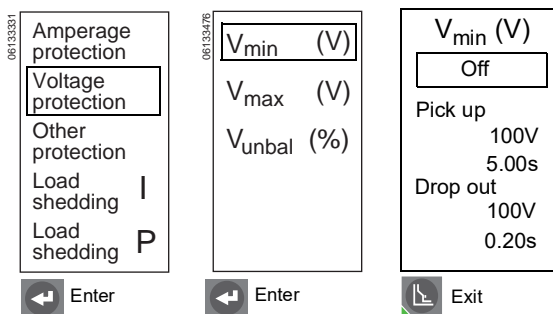 06133331
Amperage
protection
Voltage
protection
Other
protection
Load
shedding I
Load
shedding P
Enter
06133476
Vmin (V)
Vmax (V)
Vunbal (%)
Enter
Vmin (V)
Off
Pick up
100V
5.00s
Drop out
100V
0.20s
Exit